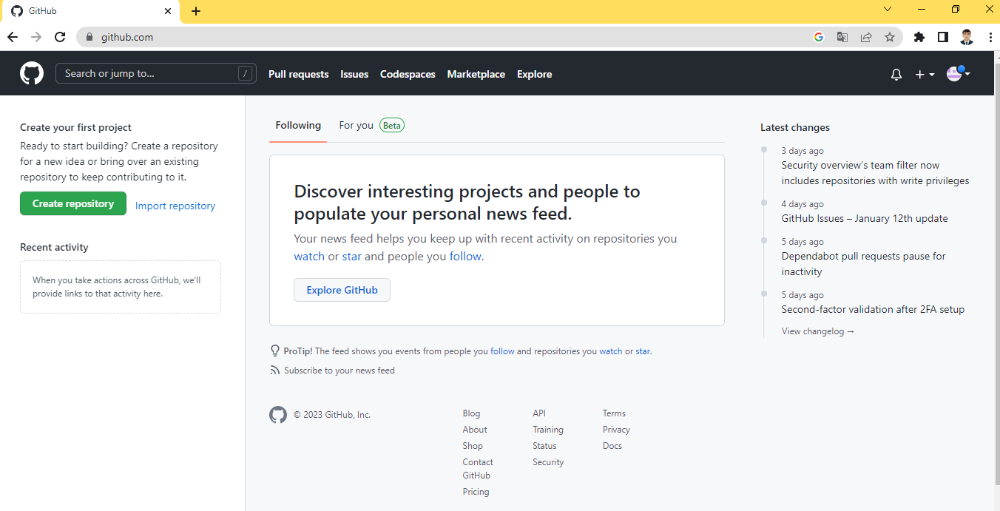 GitHub
github.com
Search or jump to... /
Pull requests Issues Codespaces Marketplace Explore
Create your first project
Ready to start building? Create a repository
for a new idea or bring over an existing
repository to keep contributing to it.
Create repository Import repository
Recent activity
When you take actions across GitHub, we'll
provide links to that activity here.
Following For you Beta
Discover interesting projects and people to
populate your personal news feed.
Your news feed helps you keep up with recent activity on repositories you
watch or star and people you follow.
Explore GitHub
ProTip! The feed shows you events from people you follow and repositories you watch or star.
Subscribe to your news feed
Latest changes
3 days ago
Security overview's team filter now
includes repositories with write privileges
4 days ago
GitHub Issues – January 12th update
5 days ago
Dependabot pull requests pause for
inactivity
5 days ago
Second-factor validation after 2FA setup
View changelog →
© 2023 GitHub, Inc.
Blog
About
Shop
Contact
GitHub
Pricing
API
Training
Status
Security
Terms
Privacy
Docs